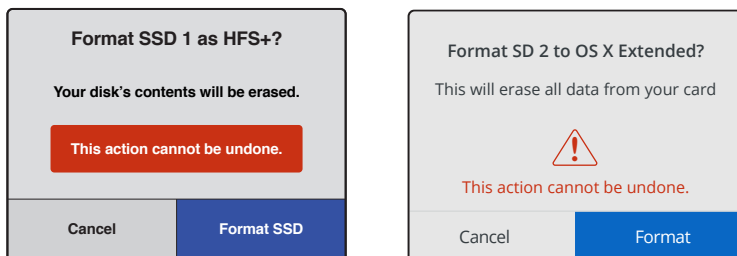 Format SSD 1 as HFS+?
Your disk's contents will be erased.
This action cannot be undone.
Cancel
Format SSD
Format SD 2 to OS X Extended?
This will erase all data from your card
This action cannot be undone.
Cancel
Format